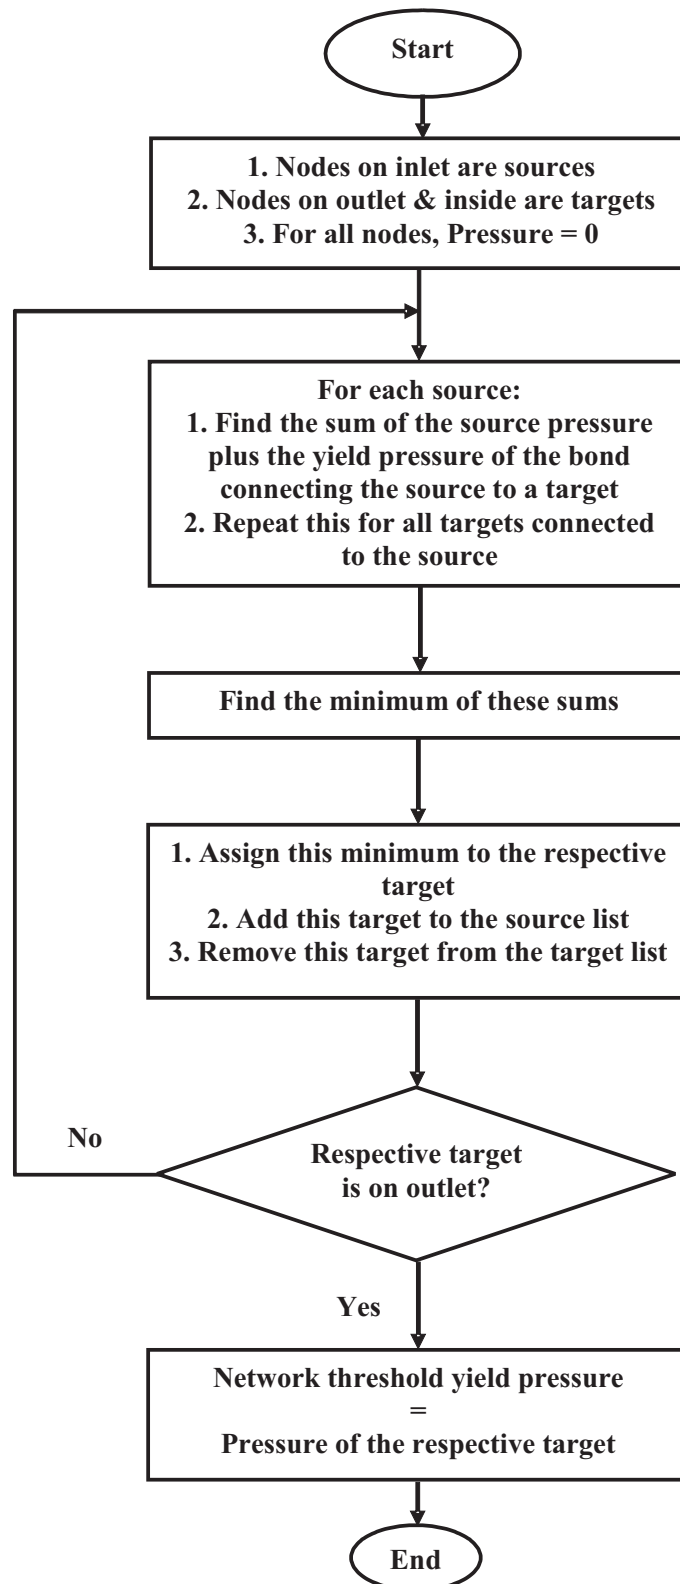 Start
1. Nodes on inlet are sources
2. Nodes on outlet & inside are targets
3. For all nodes, Pressure = 0
For each source:
1. Find the sum of the source pressure
plus the yield pressure of the bond
connecting the source to a target
2. Repeat this for all targets connected
to the source
Find the minimum of these sums
1. Assign this minimum to the respective
target
2. Add this target to the source list
3. Remove this target from the target list
No
Respective target
is on outlet?
Yes
Network threshold yield pressure
=
Pressure of the respective target
End